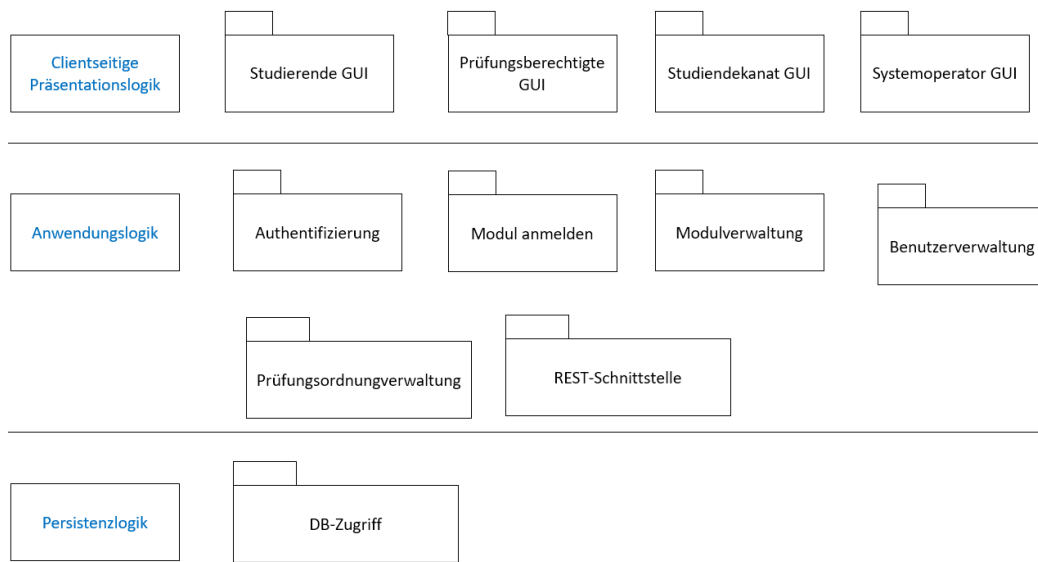 Clientseitige
Präsentationslogik
Studierende GUI
Prüfungsberechtigte
GUI
Studiendekanat GUI
Systemoperator GUI
Anwendungslogik
Authentifizierung
Modul anmelden
Modulverwaltung
Benutzerverwaltung
Prüfungsordnungverwaltung
REST-Schnittstelle
Persistenzlogik
DB-Zugriff